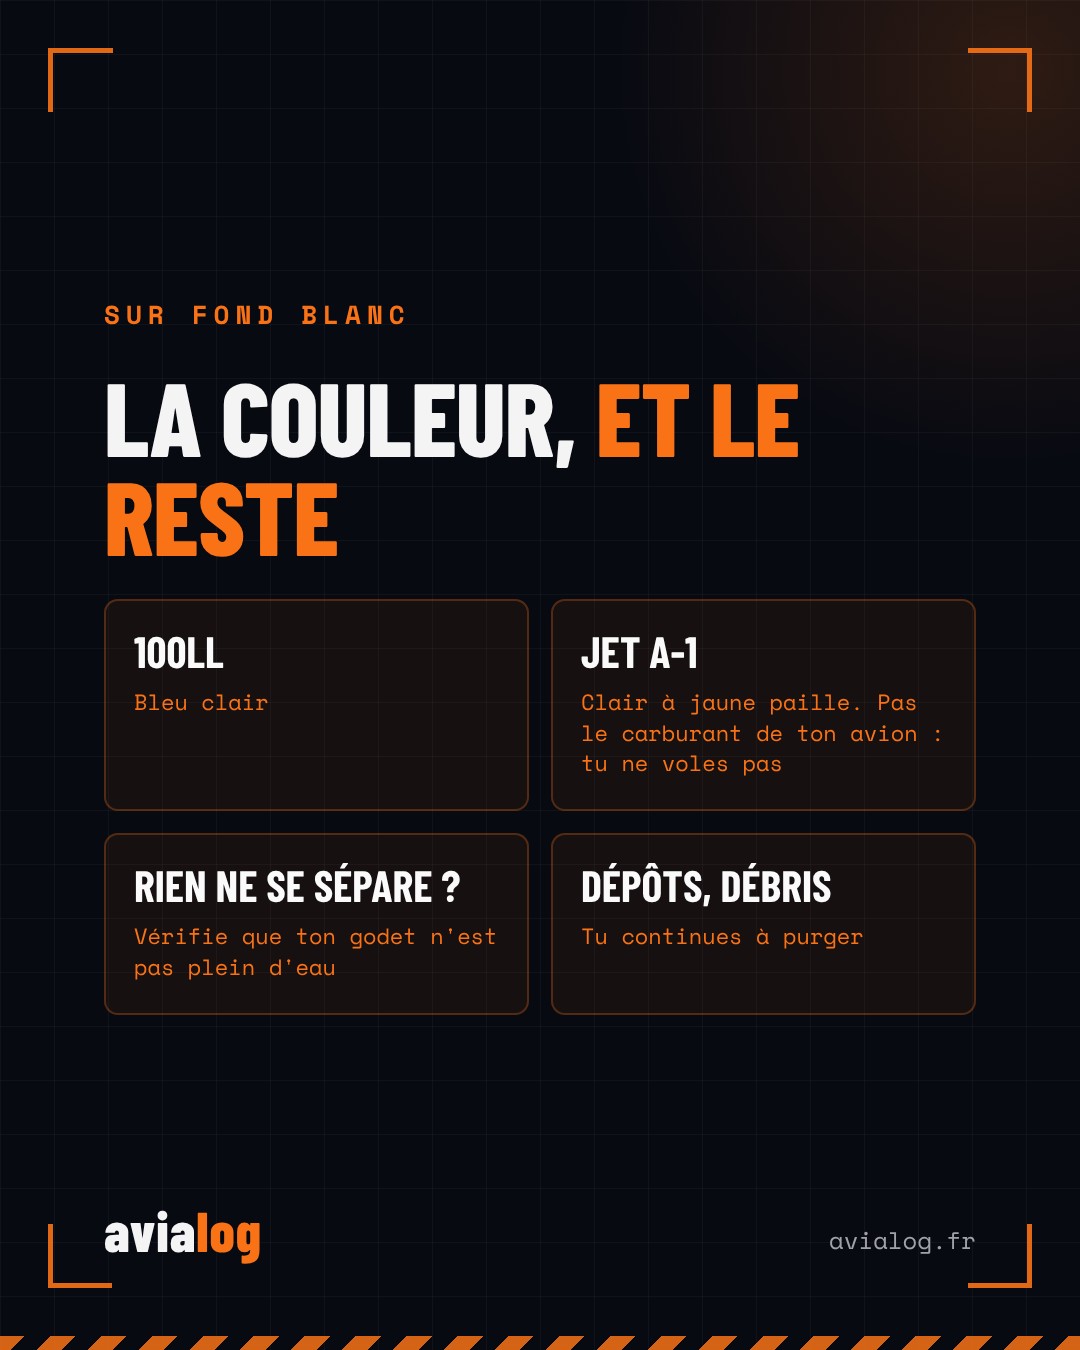 SUR FOND BLANC
LA COULEUR, ET LE
RESTE
100LL
Bleu clair
JET A-1
Clair à jaune paille. Pas
le carburant de ton avion :
tu ne voles pas
RIEN NE SE SÉPARE ?
Vérifie que ton godet n'est
pas plein d'eau
DÉPÔTS, DÉBRIS
Tu continues à purger
avialog
avialog.fr